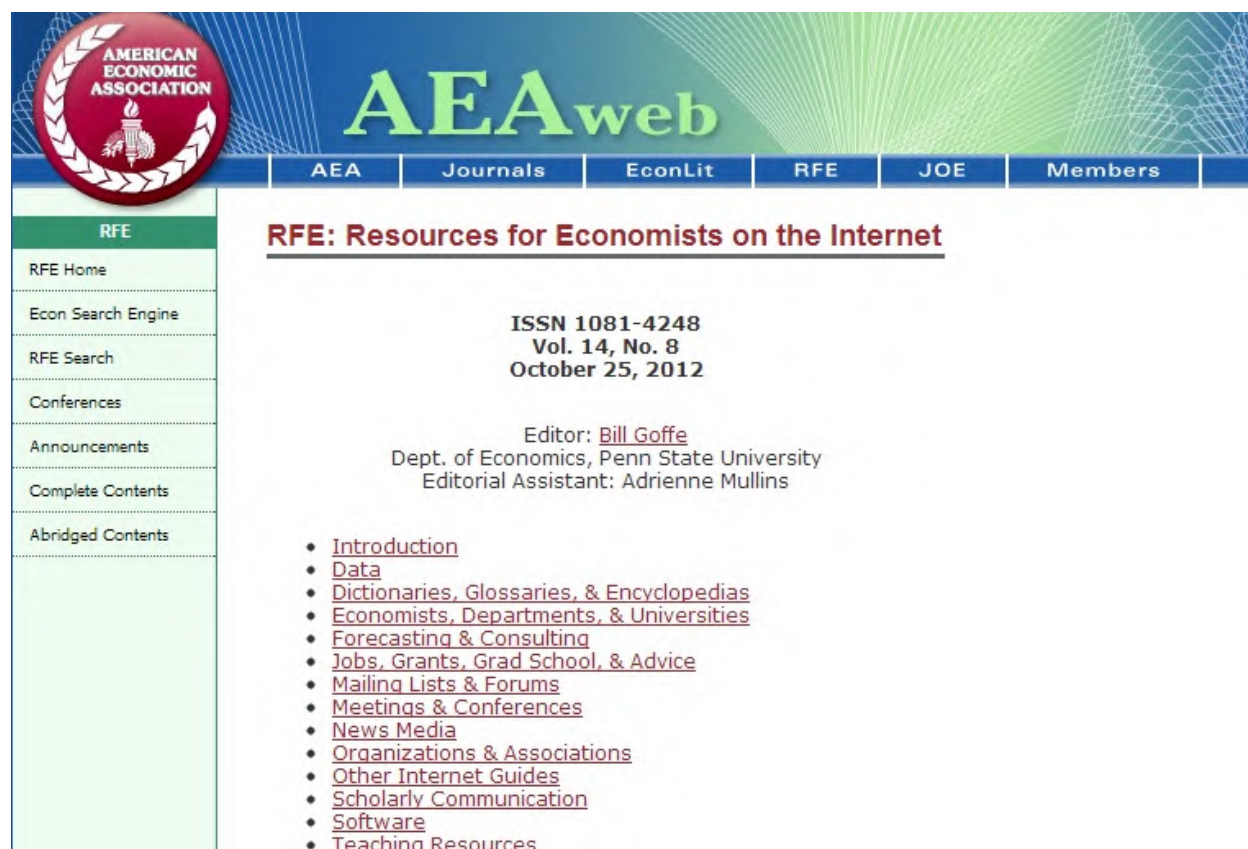 AMERICAN
ECONOMIC
ASSOCIATION
AEAweb
AEA
Journals
EconLit
RFE
JOE
Members
RFE
RFE Home
Econ Search Engine
RFE Search
Conferences
Announcements
Complete Contents
Abridged Contents
RFE: Resources for Economists on the Internet
ISSN 1081-4248
Vol. 14, No. 8
October 25, 2012
Editor: Bill Goffe
Dept. of Economics, Penn State University
Editorial Assistant: Adrienne Mullins
Introduction
Data
Dictionaries, Glossaries, & Encyclopedias
Economists, Departments, & Universities
Forecasting & Consulting
Jobs, Grants, Grad School, & Advice
Mailing Lists & Forums
Meetings & Conferences
News Media
Organizations & Associations
Other Internet Guides
Scholarly Communication
Software
Teaching Resources